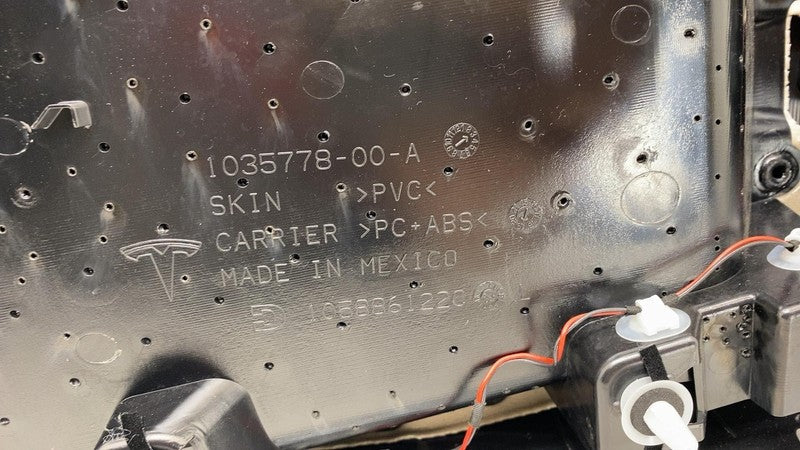 1035778-00-A
SKIN >PVC<
CARRIER >PC+ABS<
MADE IN MEXICO